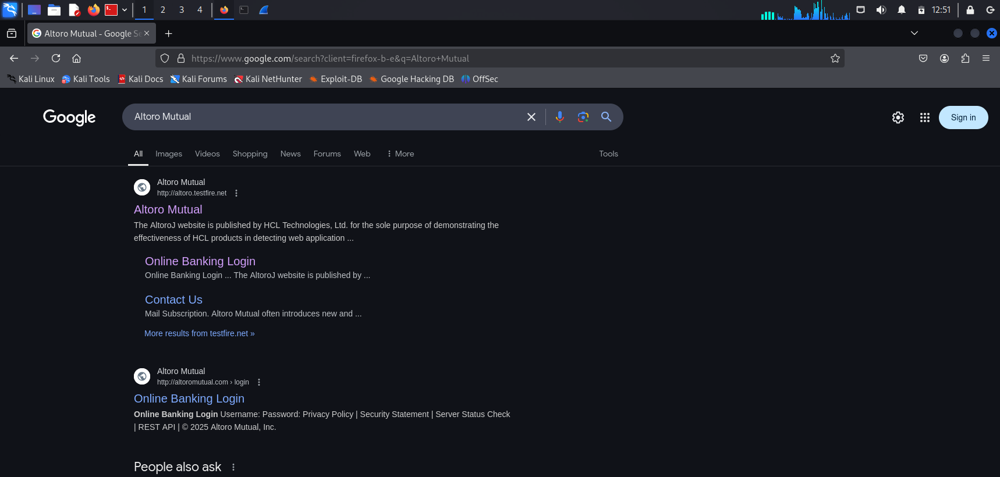 1 2 3 4 12:51
Altoro Mutual - Google Se
https://www.google.com/search?client=firefox-b-e&q=Altoro+Mutual
Kali Linux Kali Tools Kali Docs Kali Forums Kali NetHunter Exploit-DB Google Hacking DB OffSec
Google Altoro Mutual Sign in
All Images Videos Shopping News Forums Web More Tools
Altoro Mutual
http://altoro.testfire.net
Altoro Mutual
The AltoroJ website is published by HCL Technologies, Ltd. for the sole purpose of demonstrating the
effectiveness of HCL products in detecting web application ...
Online Banking Login
Online Banking Login ... The AltoroJ website is published by ...
Contact Us
Mail Subscription. Altoro Mutual often introduces new and ...
More results from testfire.net »
Altoro Mutual
http://altoromutual.com › login
Online Banking Login
Online Banking Login Username: Password: Privacy Policy | Security Statement | Server Status Check
| REST API | © 2025 Altoro Mutual, Inc.
People also ask